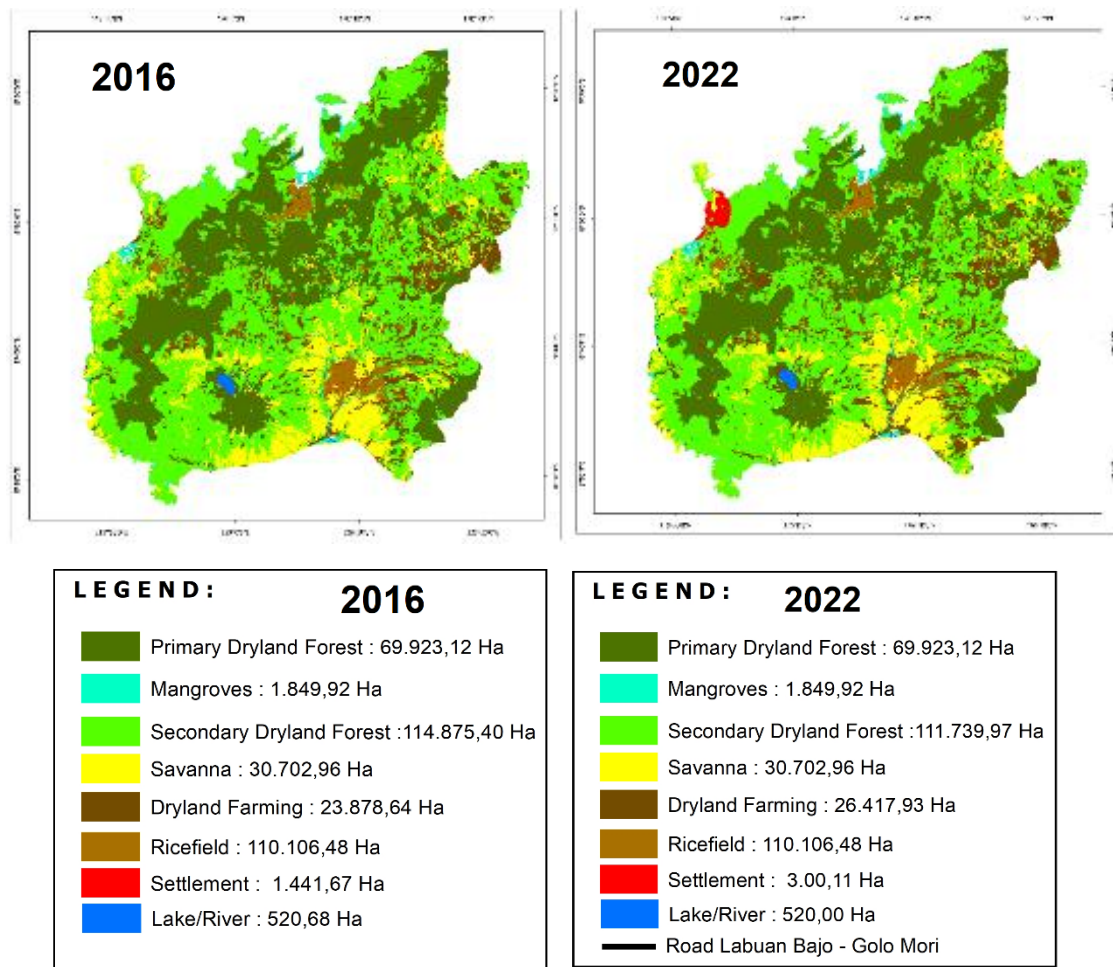 2016
2022
LEGEND:
2016
Primary Dryland Forest : 69.923,12 Ha
Mangroves : 1.849,92 Ha
Secondary Dryland Forest :114.875,40 Ha
Savanna : 30.702,96 Ha
Dryland Farming : 23.878,64 Ha
Ricefield : 110.106,48 Ha
Settlement : 1.441,67 Ha
Lake/River : 520,68 Ha
LEGEND:
2022
Primary Dryland Forest : 69.923,12 Ha
Mangroves : 1.849,92 Ha
Secondary Dryland Forest :111.739,97 Ha
Savanna : 30.702,96 Ha
Dryland Farming : 26.417,93 Ha
Ricefield : 110.106,48 Ha
Settlement : 3.00,11 Ha
Lake/River : 520,00 Ha
Road Labuan Bajo - Golo Mori